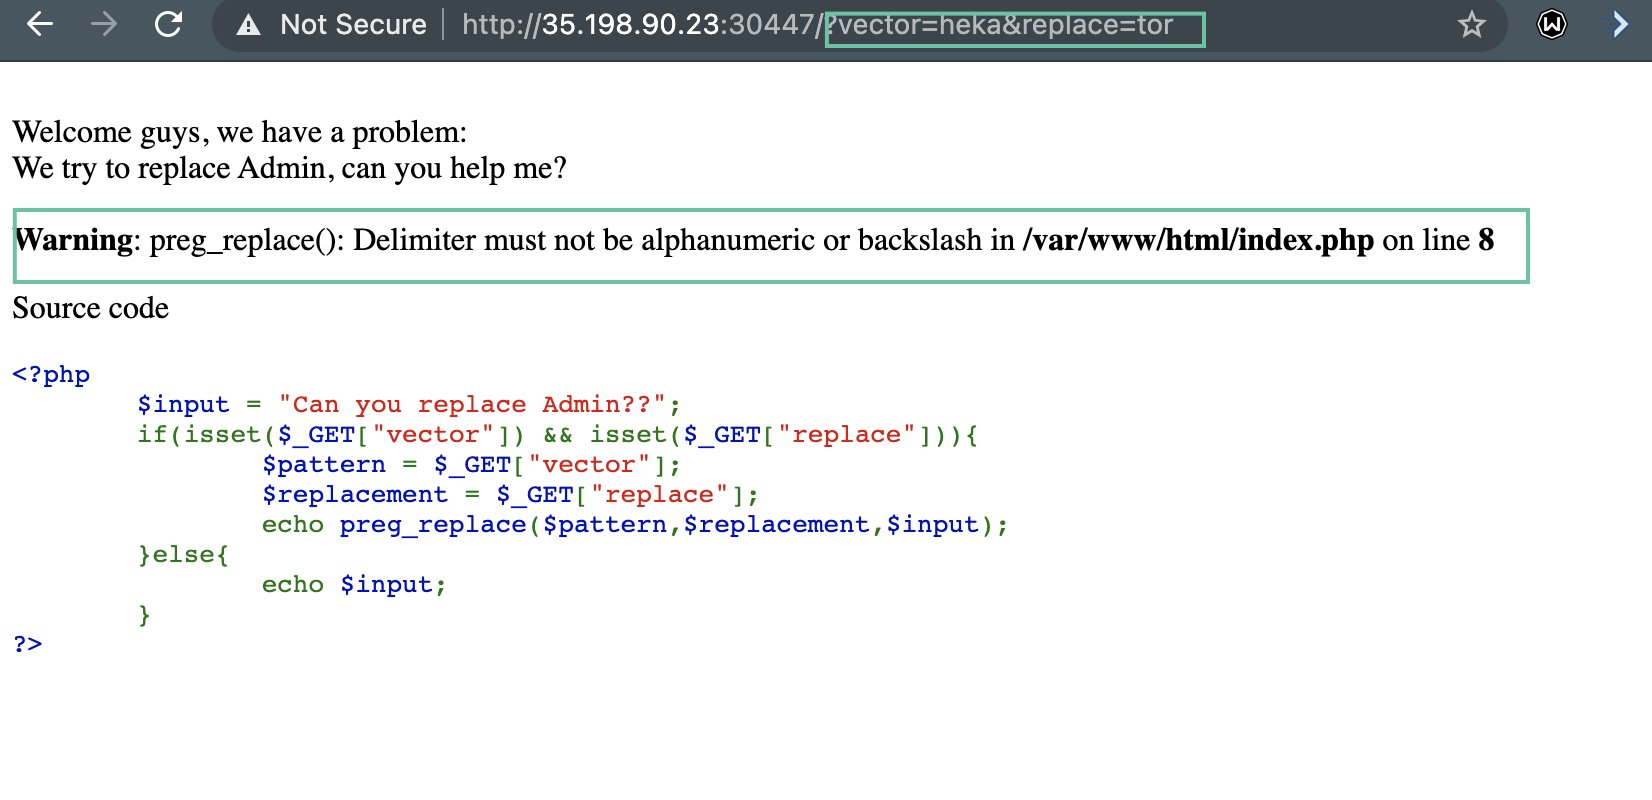 Not Secure http://35.198.90.23:30447/?vector=heka&replace=tor
Welcome guys, we have a problem:
We try to replace Admin, can you help me?
Warning: preg_replace(): Delimiter must not be alphanumeric or backslash in /var/www/html/index.php on line 8
Source code
<?php
$input = "Can you replace Admin??";
if(isset($_GET["vector"]) && isset($_GET["replace"])){
$pattern = $_GET["vector"];
$replacement = $_GET["replace"];
echo preg_replace($pattern,$replacement,$input);
}else{
echo $input;
}
?>